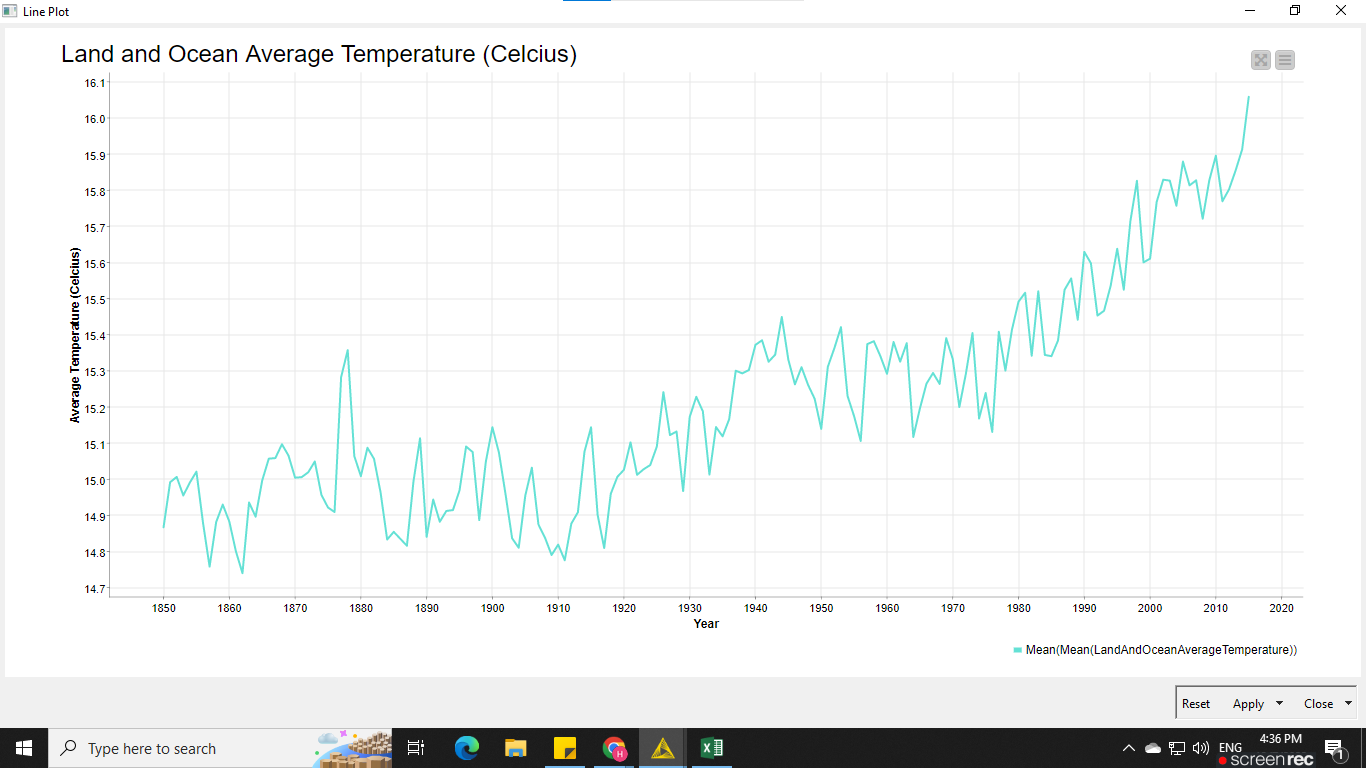 Line Plot
Land and Ocean Average Temperature (Celcius)
16.1
16.0
15.9
15.8
15.7
15.6
15.5
15.4
15.3
15.2
15.1
15.0
14.9
14.8
14.7
Average Temperature (Celcius)
1850 1860 1870 1880 1890 1900 1910 1920 1930 1940 1950 1960 1970 1980 1990 2000 2010 2020
Year
Mean(Mean(LandAndOceanAverageTemperature))
Reset Apply Close
Type here to search
H
X
ENG
4:36 PM
1
screenrec